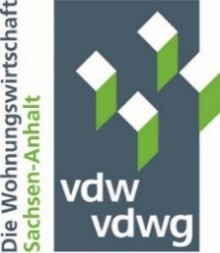 Die Wohnungswirtschaft
Sachsen-Anhalt
vdw
vdwg